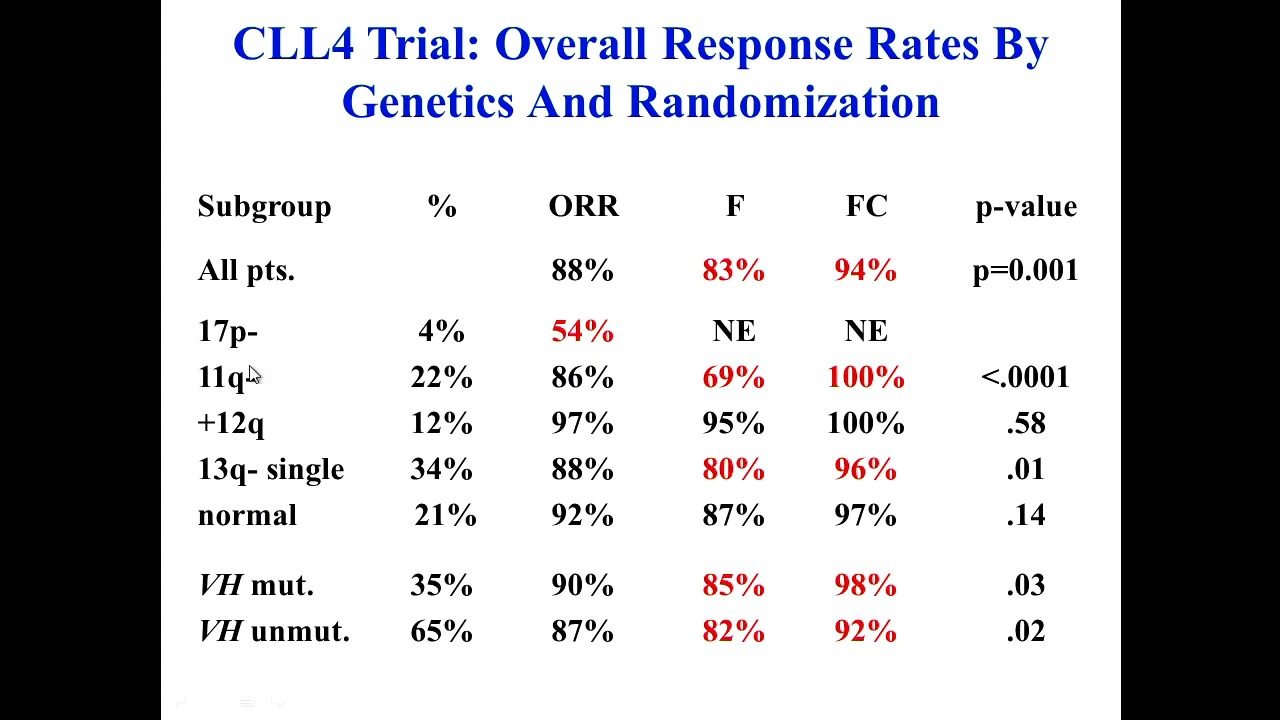 CLL4 Trial: Overall Response Rates By
Genetics And Randomization
Subgroup % ORR F FC p-value
All pts. 88% 83% 94% p=0.001
17p- 4% 54% NE NE
11q- 22% 86% 69% 100% <.0001
+12q 12% 97% 95% 100% .58
13q- single 34% 88% 80% 96% .01
normal 21% 92% 87% 97% .14
VH mut. 35% 90% 85% 98% .03
VH unmut. 65% 87% 82% 92% .02